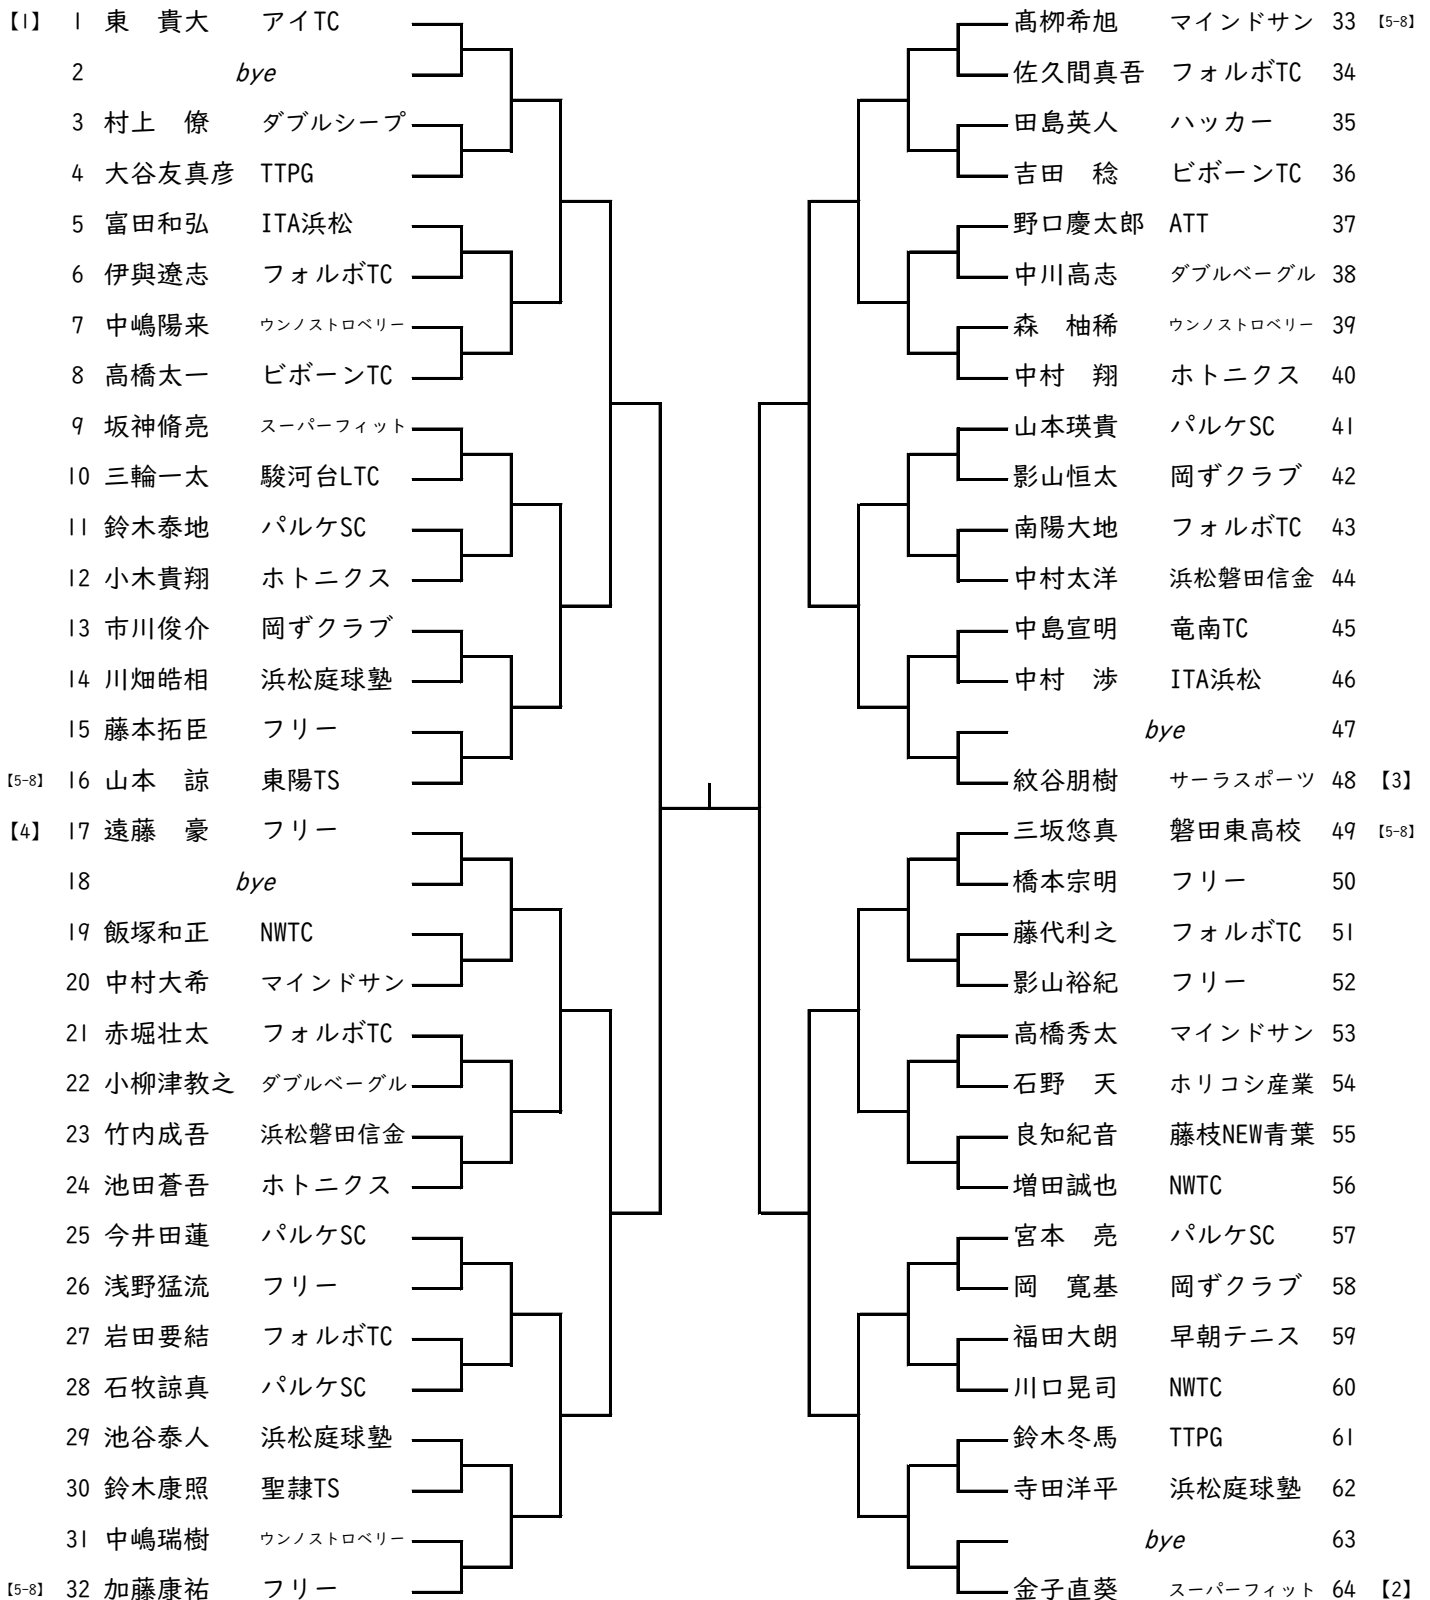 【1】 1 東　貴大 アイTC
2 bye
3 村上　僚 ダブルシープ
4 大谷友真彦 TTPG
5 富田和弘 ITA浜松
6 伊與遼志 フォルボTC
7 中嶋陽来 ウンノストロベリー
8 高橋太一 ビボーンTC
9 坂神脩亮 スーパーフィット
10 三輪一太 駿河台LTC
11 鈴木泰地 パルケSC
12 小木貴翔 ホトニクス
13 市川俊介 岡ずクラブ
14 川畑皓相 浜松庭球塾
15 藤本拓臣 フリー
【5-8】 16 山本　諒 東陽TS
【4】 17 遠藤　豪 フリー
18 bye
19 飯塚和正 NWTC
20 中村大希 マインドサン
21 赤堀壮太 フォルボTC
22 小柳津教之 ダブルベーグル
23 竹内成吾 浜松磐田信金
24 池田蒼吾 ホトニクス
25 今井田蓮 パルケSC
26 浅野猛流 フリー
27 岩田要結 フォルボTC
28 石牧諒真 パルケSC
29 池谷泰人 浜松庭球塾
30 鈴木康照 聖隷TS
31 中嶋瑞樹 ウンノストロベリー
【5-8】 32 加藤康祐 フリー
髙栁希旭 マインドサン 33 【5-8】
佐久間真吾 フォルボTC 34
田島英人 ハッカー 35
吉田　稔 ビボーンTC 36
野口慶太郎 ATT 37
中川高志 ダブルベーグル 38
森　柚稀 ウンノストロベリー 39
中村　翔 ホトニクス 40
山本瑛貴 パルケSC 41
影山恒太 岡ずクラブ 42
南陽大地 フォルボTC 43
中村太洋 浜松磐田信金 44
中島宣明 竜南TC 45
中村　渉 ITA浜松 46
bye 47
紋谷朋樹 サーラスポーツ 48 【3】
三坂悠真 磐田東高校 49 【5-8】
橋本宗明 フリー 50
藤代利之 フォルボTC 51
影山裕紀 フリー 52
高橋秀太 マインドサン 53
石野　天 ホリコシ産業 54
良知紀音 藤枝NEW青葉 55
増田誠也 NWTC 56
宮本　亮 パルケSC 57
岡　寛基 岡ずクラブ 58
福田大朗 早朝テニス 59
川口晃司 NWTC 60
鈴木冬馬 TTPG 61
寺田洋平 浜松庭球塾 62
bye 63
金子直葵 スーパーフィット 64 【2】